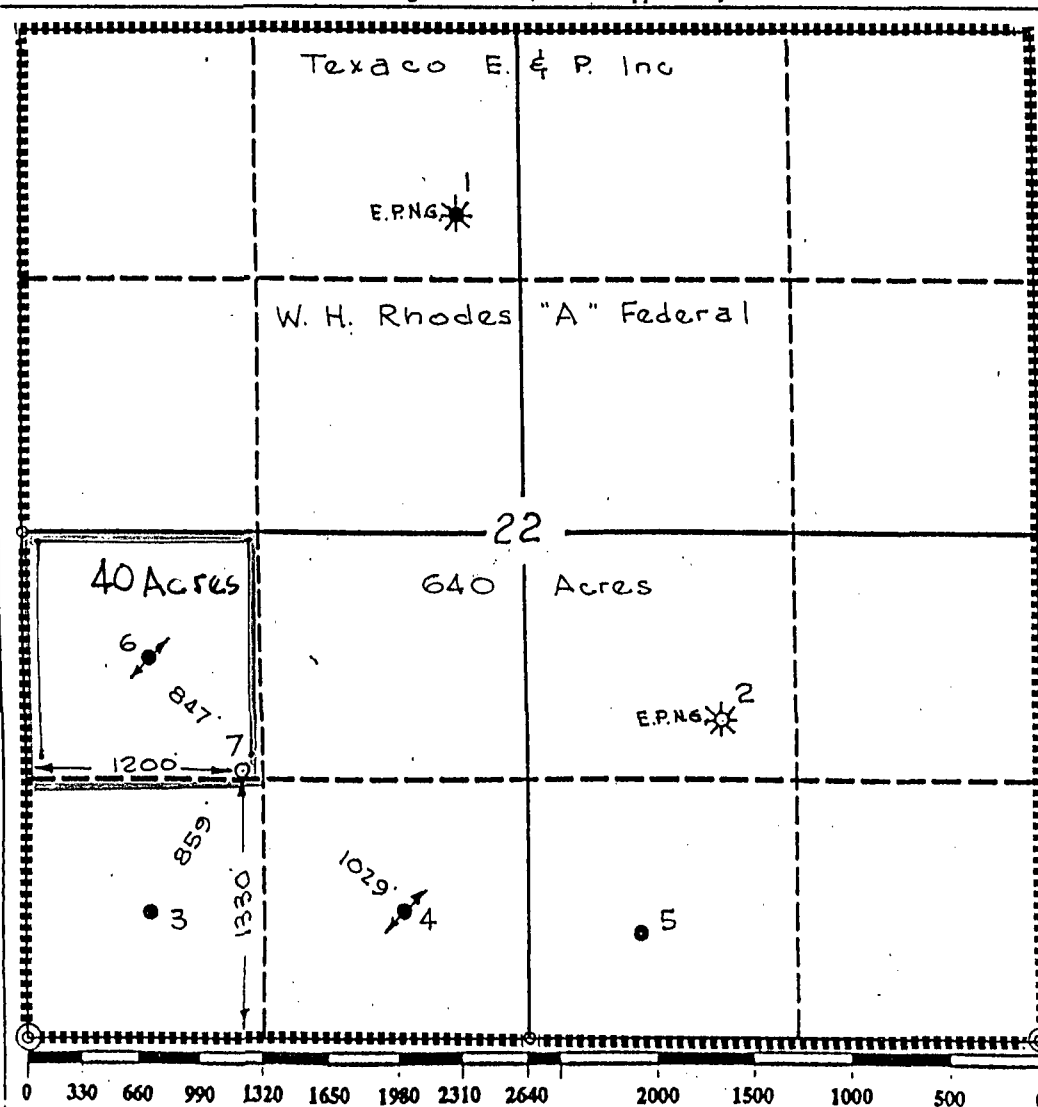 Texaco E. & P. Inc
1
E.P.N.G.
W. H. Rhodes "A" Federal
22
40 Acres
640 Acres
6
847'
2
E.P.N.G.
7
1200'
859'
1330'
1029'
3
4
5
0 330 660 990 1320 1650 1980 2310 2640 2000 1500 1000 500